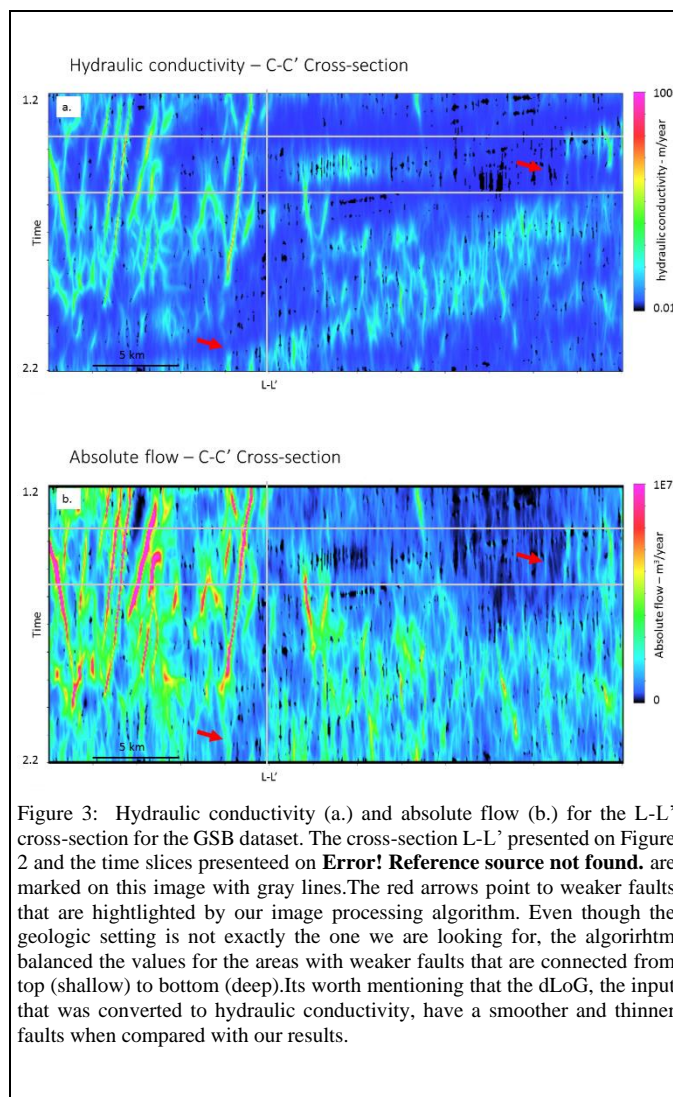 Hydraulic conductivity – C-C’ Cross-section
1.2
a.
Time
5 km
2.2
L-L’
100
hydraulic conductivity - m/year
0.01
Absolute flow – C-C’ Cross-section
1.2
b.
Time
5 km
2.2
L-L’
1E7
Absolute flow – m³/year
0
Figure 3: Hydraulic conductivity (a.) and absolute flow (b.) for the L-L’
cross-section for the GSB dataset. The cross-section L-L’ presented on Figure
2 and the time slices presenteed on Error! Reference source not found. are
marked on this image with gray lines.The red arrows point to weaker faults
that are hightlighted by our image processing algorithm. Even though the
geologic setting is not exactly the one we are looking for, the algorirhtm
balanced the values for the areas with weaker faults that are connected from
top (shallow) to bottom (deep).Its worth mentioning that the dLoG, the input
that was converted to hydraulic conductivity, have a smoother and thinner
faults when compared with our results.